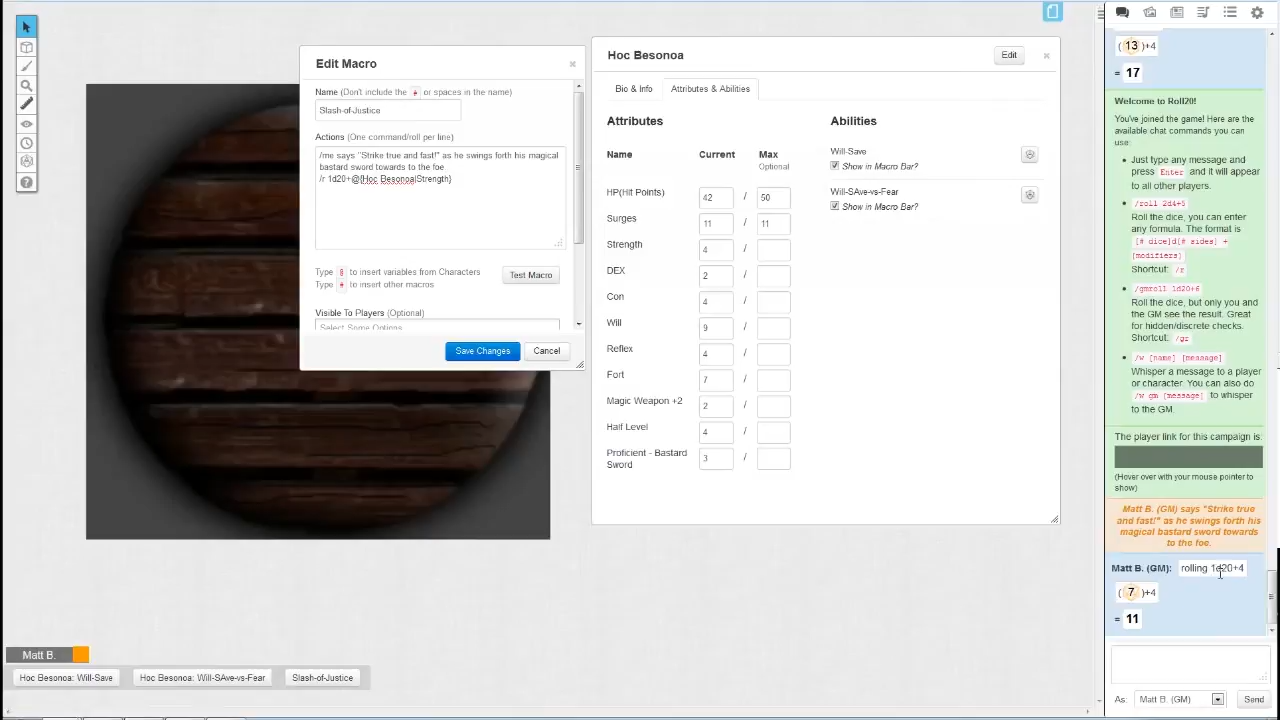 Edit Macro
Name (Don't include the # or spaces in the name)
Slash-of-Justice
Actions (One command/roll per line)
/me says "Strike true and fast!" as he swings forth his magical
bastard sword towards to the foe
/r 1d20+@{Hoc Besonoa|Strength}
Type @ to insert variables from Characters
Type # to insert other macros
Test Macro
Visible To Players (Optional)
Select Some Options
Save Changes
Cancel
Hoc Besonoa
Edit
Bio & Info
Attributes & Abilities
Attributes
Abilities
Name
Current
Max
Optional
HP(Hit Points)
42 / 50
Surges
11 / 11
Strength
4 /
DEX
2 /
Con
4 /
Will
9 /
Reflex
4 /
Fort
7 /
Magic Weapon +2
2 /
Half Level
4 /
Proficient - Bastard
Sword
3 /
Will-Save
Show in Macro Bar?
Will-SAve-vs-Fear
Show in Macro Bar?
(13)+4
= 17
Welcome to Roll20!
You've joined the game! Here are the
available chat commands you can
use:
Just type any message and
press Enter and it will appear
to all other players.
/roll 2d4+5
Roll the dice, you can enter
any formula. The format is
[# dice]d[# sides] +
[modifiers]
Shortcut: /r
/gmroll 1d20+6
Roll the dice, but only you and
the GM see the result. Great
for hidden/discrete checks.
Shortcut: /gr
/w [name] [message]
Whisper a message to a player
or character. You can also do
/w gm [message] to whisper
to the GM.
The player link for this campaign is:
(Hover over with your mouse pointer to
show)
Matt B. (GM) says "Strike true
and fast!" as he swings forth his
magical bastard sword towards
to the foe.
Matt B. (GM): rolling 1d20+4
(7)+4
= 11
As: Matt B. (GM)
Send
Matt B.
Hoc Besonoa: Will-Save
Hoc Besonoa: Will-SAve-vs-Fear
Slash-of-Justice